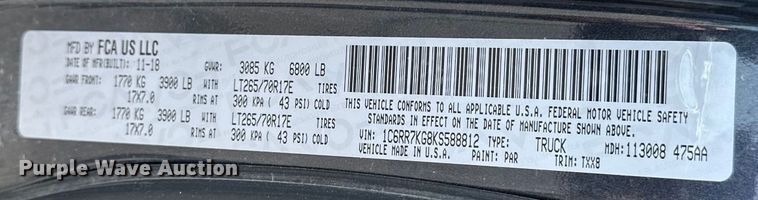 MFD BY FCA US LLC
DATE OF MFR(BUILT): 11-18 GVWR: 3085 KG 6800 LB
GAWR FRONT: 1770 KG 3900 LB WITH LT265/70R17E TIRES
17X7.0 RIMS AT 300 KPA ( 43 PSI) COLD
GAWR REAR: 1770 KG 3900 LB WITH LT265/70R17E TIRES
17X7.0 RIMS AT 300 KPA ( 43 PSI) COLD
THIS VEHICLE CONFORMS TO ALL APPLICABLE U.S.A. FEDERAL MOTOR VEHICLE SAFETY
STANDARDS IN EFFECT ON THE DATE OF MANUFACTURE SHOWN ABOVE.
VIN: 1C6RR7KG8KS588812 TYPE: TRUCK MDH:113008 475AA
MADE IN U.S.A. PAINT: PAR TRIM: TXX8
Purple Wave Auction